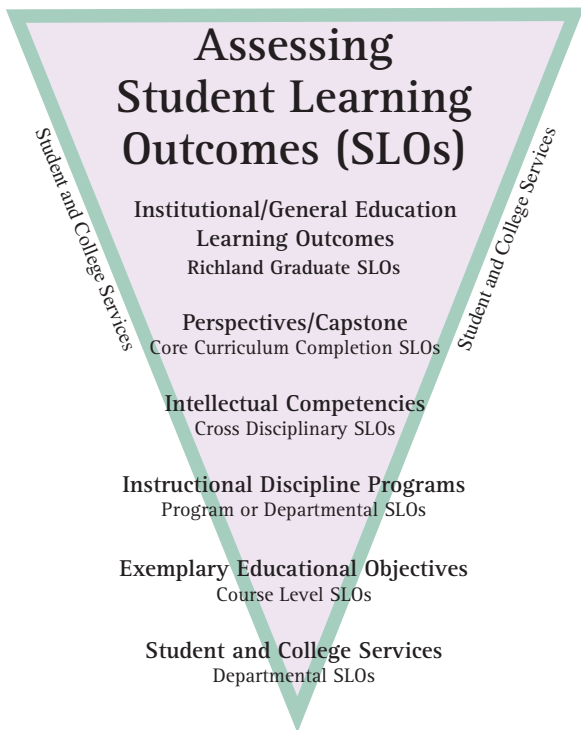 Assessing
Student Learning
Outcomes (SLOs)
Student and College Services
Student and College Services
Institutional/General Education
Learning Outcomes
Richland Graduate SLOs
Perspectives/Capstone
Core Curriculum Completion SLOs
Intellectual Competencies
Cross Disciplinary SLOs
Instructional Discipline Programs
Program or Departmental SLOs
Exemplary Educational Objectives
Course Level SLOs
Student and College Services
Departmental SLOs